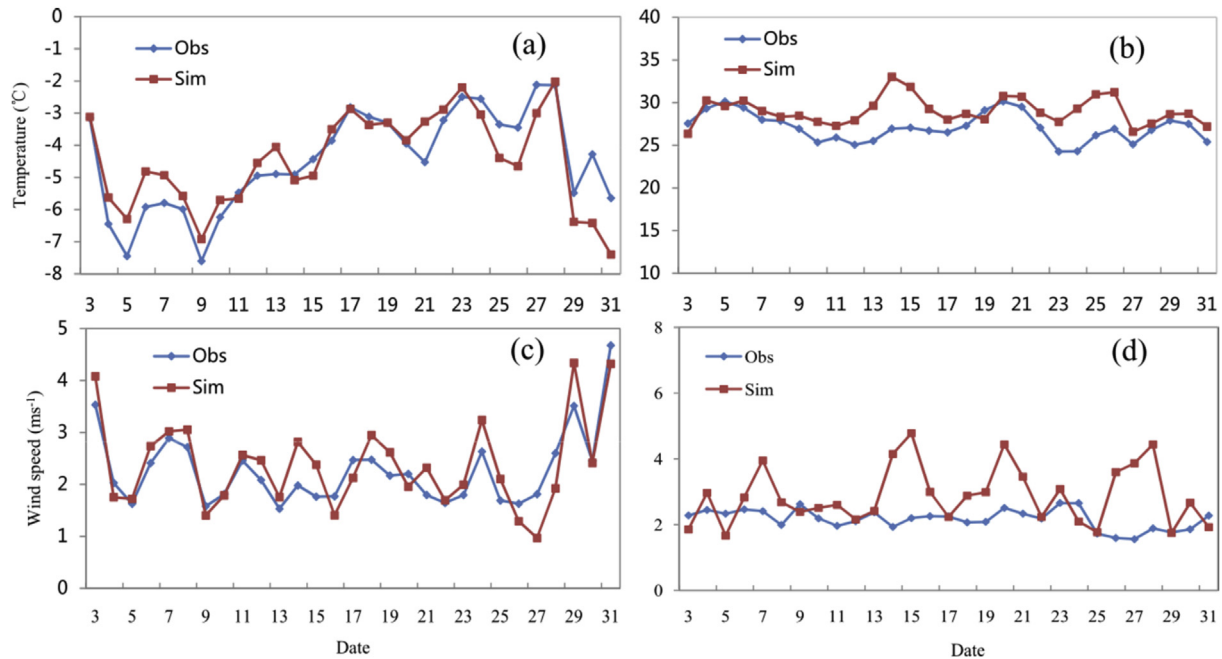 0
-1
-2
-3
-4
-5
-6
-7
-8
Temperature (℃)
Obs
Sim
(a)
3 5 7 9 11 13 15 17 19 21 23 25 27 29 31
40
35
30
25
20
15
10
Obs
Sim
(b)
3 5 7 9 11 13 15 17 19 21 23 25 27 29 31
5
4
3
2
1
0
Wind speed (ms-1)
Obs
Sim
(c)
3 5 7 9 11 13 15 17 19 21 23 25 27 29 31
Date
8
6
4
2
0
Obs
Sim
(d)
3 5 7 9 11 13 15 17 19 21 23 25 27 29 31
Date